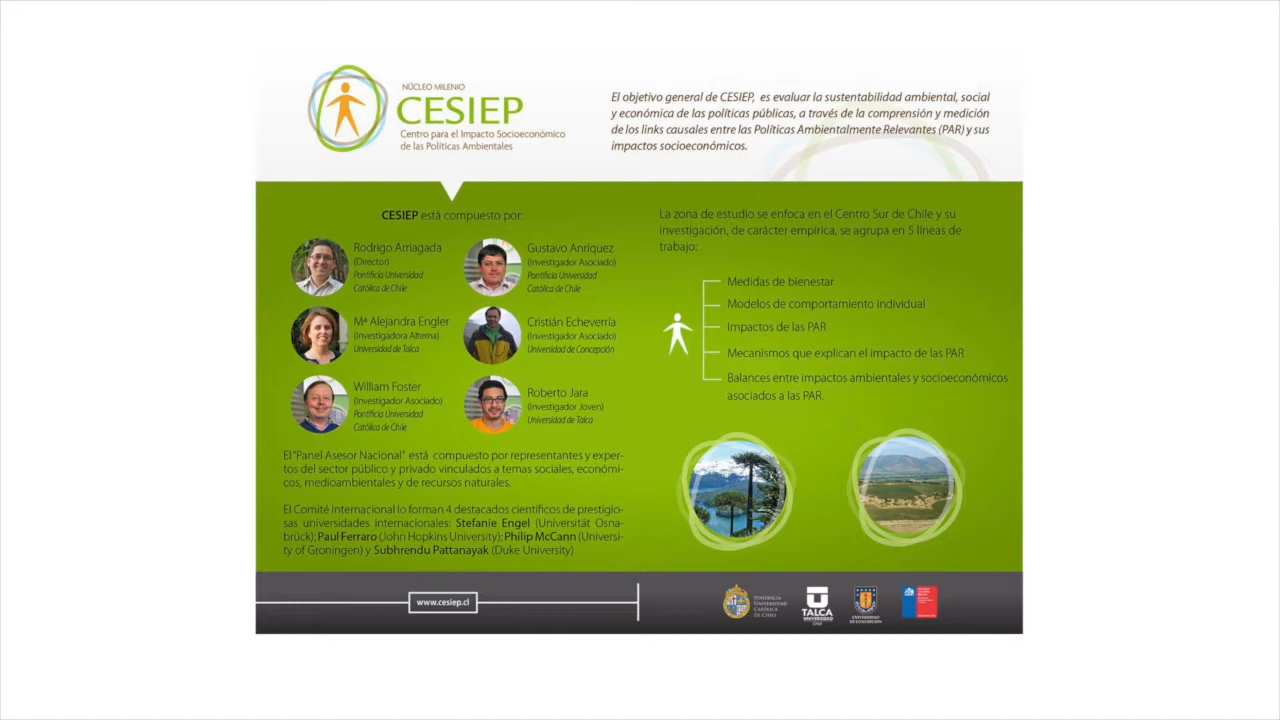 NÚCLEO MILENIO
CESIEP
Centro para el Impacto Socioeconómico
de las Políticas Ambientales
El objetivo general de CESIEP, es evaluar la sustentabilidad ambiental, social
y económica de las políticas públicas, a través de la comprensión y medición
de los links causales entre las Políticas Ambientalmente Relevantes (PAR) y sus
impactos socioeconómicos.
CESIEP está compuesto por:
Rodrigo Arriagada
(Director)
Pontificia Universidad
Católica de Chile
Gustavo Anríquez
(Investigador Asociado)
Pontificia Universidad
Católica de Chile
Mª Alejandra Engler
(Investigadora Alterna)
Universidad de Talca
Cristián Echeverría
(Investigador Asociado)
Universidad de Concepción
William Foster
(Investigador Asociado)
Pontificia Universidad
Católica de Chile
Roberto Jara
(Investigador Joven)
Universidad de Talca
El "Panel Asesor Nacional" está compuesto por representantes y exper-
tos del sector público y privado vinculados a temas sociales, económi-
cos, medioambientales y de recursos naturales.
El Comité Internacional lo forman 4 destacados científicos de prestigio-
sas universidades internacionales: Stefanie Engel (Universität Osna-
brück); Paul Ferraro (John Hopkins University); Philip McCann (Universi-
ty of Groningen) y Subhrendu Pattanayak (Duke University)
La zona de estudio se enfoca en el Centro Sur de Chile y su
investigación, de carácter empírica, se agrupa en 5 líneas de
trabajo:
Medidas de bienestar
Modelos de comportamiento individual
Impactos de las PAR
Mecanismos que explican el impacto de las PAR
Balances entre impactos ambientales y socioeconómicos
asociados a las PAR.
www.cesiep.cl
PONTIFICIA
UNIVERSIDAD
CATÓLICA
DE CHILE
TALCA
UNIVERSIDAD
CHILE
UNIVERSIDAD
DE CONCEPCIÓN